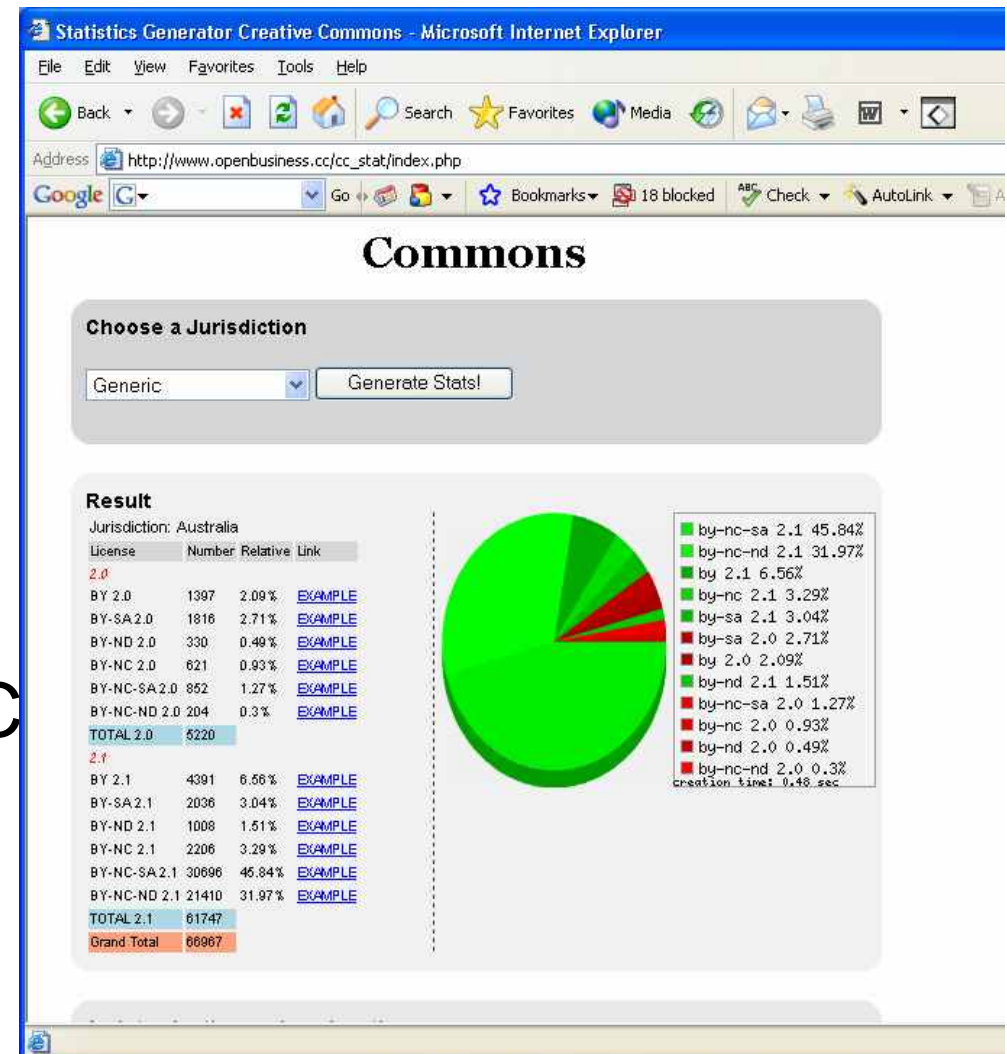 Statistics Generator Creative Commons - Microsoft Internet Explorer
File Edit View Favorites Tools Help
Back Search Favorites Media
Address http://www.openbusiness.cc/cc_stat/index.php
Google G Go Bookmarks 18 blocked ABC Check AutoLink A
Commons
Choose a Jurisdiction
Generic Generate Stats!
Result
Jurisdiction: Australia
License Number Relative Link
2.0
BY 2.0 1397 2.09% EXAMPLE
BY-SA 2.0 1816 2.71% EXAMPLE
BY-ND 2.0 330 0.49% EXAMPLE
BY-NC 2.0 621 0.93% EXAMPLE
BY-NC-SA 2.0 852 1.27% EXAMPLE
BY-NC-ND 2.0 204 0.3% EXAMPLE
TOTAL 2.0 5220
2.1
BY 2.1 4391 6.56% EXAMPLE
BY-SA 2.1 2036 3.04% EXAMPLE
BY-ND 2.1 1008 1.51% EXAMPLE
BY-NC 2.1 2206 3.29% EXAMPLE
BY-NC-SA 2.1 30696 45.84% EXAMPLE
BY-NC-ND 2.1 21410 31.97% EXAMPLE
TOTAL 2.1 61747
Grand Total 66967
by-nc-sa 2.1 45.84%
by-nc-nd 2.1 31.97%
by 2.1 6.56%
by-nc 2.1 3.29%
by-sa 2.1 3.04%
by-sa 2.0 2.71%
by 2.0 2.09%
by-nd 2.1 1.51%
by-nc-sa 2.0 1.27%
by-nc 2.0 0.93%
by-nd 2.0 0.49%
by-nc-nd 2.0 0.3%
creation time: 0.48 sec
C